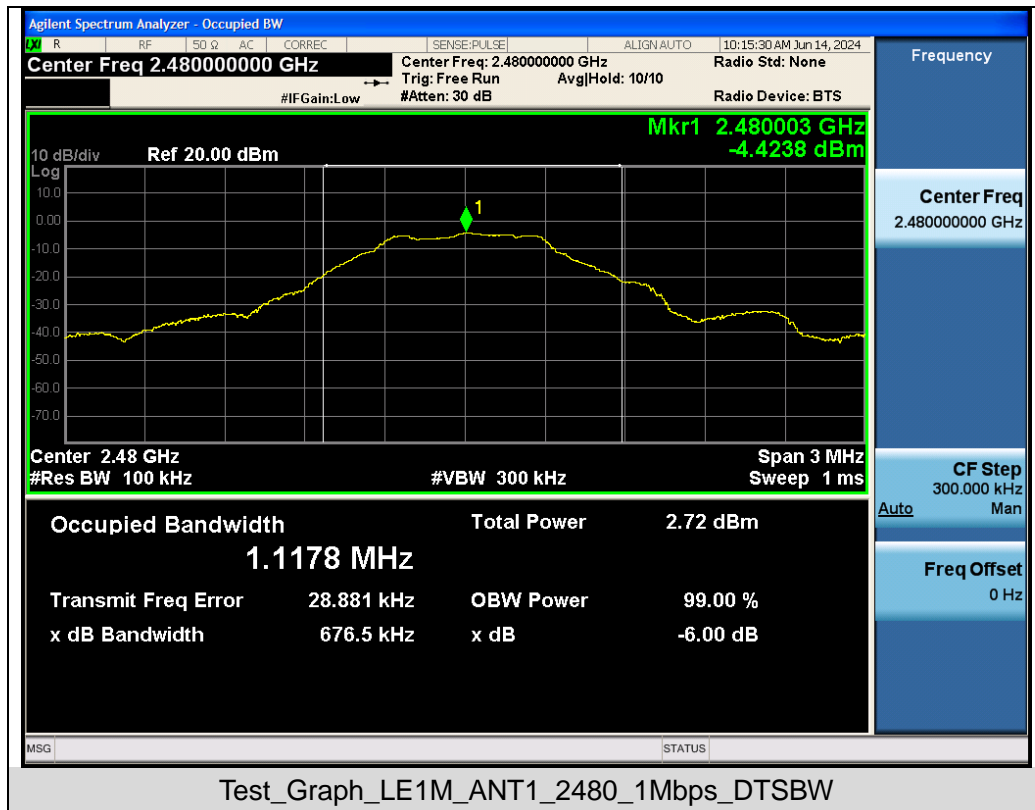 Agilent Spectrum Analyzer - Occupied BW
LXI R RF 50 Ω AC CORREC SENSE:PULSE ALIGN AUTO 10:15:30 AM Jun 14, 2024
Center Freq 2.480000000 GHz
Center Freq: 2.480000000 GHz
Radio Std: None
Trig: Free Run Avg|Hold: 10/10
#IFGain:Low
#Atten: 30 dB
Radio Device: BTS
Frequency
Mkr1 2.480003 GHz
-4.4238 dBm
10 dB/div Ref 20.00 dBm
Log
10.0
0.00
-10.0
-20.0
-30.0
-40.0
-50.0
-60.0
-70.0
1
Center 2.48 GHz
Span 3 MHz
#Res BW 100 kHz
#VBW 300 kHz
Sweep 1 ms
Center Freq
2.480000000 GHz
CF Step
300.000 kHz
Auto Man
Freq Offset
0 Hz
Occupied Bandwidth
1.1178 MHz
Total Power 2.72 dBm
Transmit Freq Error 28.881 kHz
OBW Power 99.00 %
x dB Bandwidth 676.5 kHz
x dB -6.00 dB
MSG
STATUS
Test_Graph_LE1M_ANT1_2480_1Mbps_DTSBW